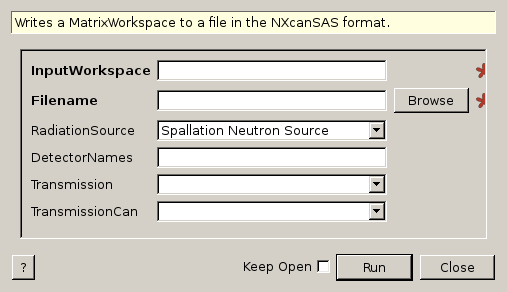 Writes a MatrixWorkspace to a file in the NXcanSAS format.
InputWorkspace
Filename Browse
RadiationSource Spallation Neutron Source
DetectorNames
Transmission
TransmissionCan
? Keep Open Run Close